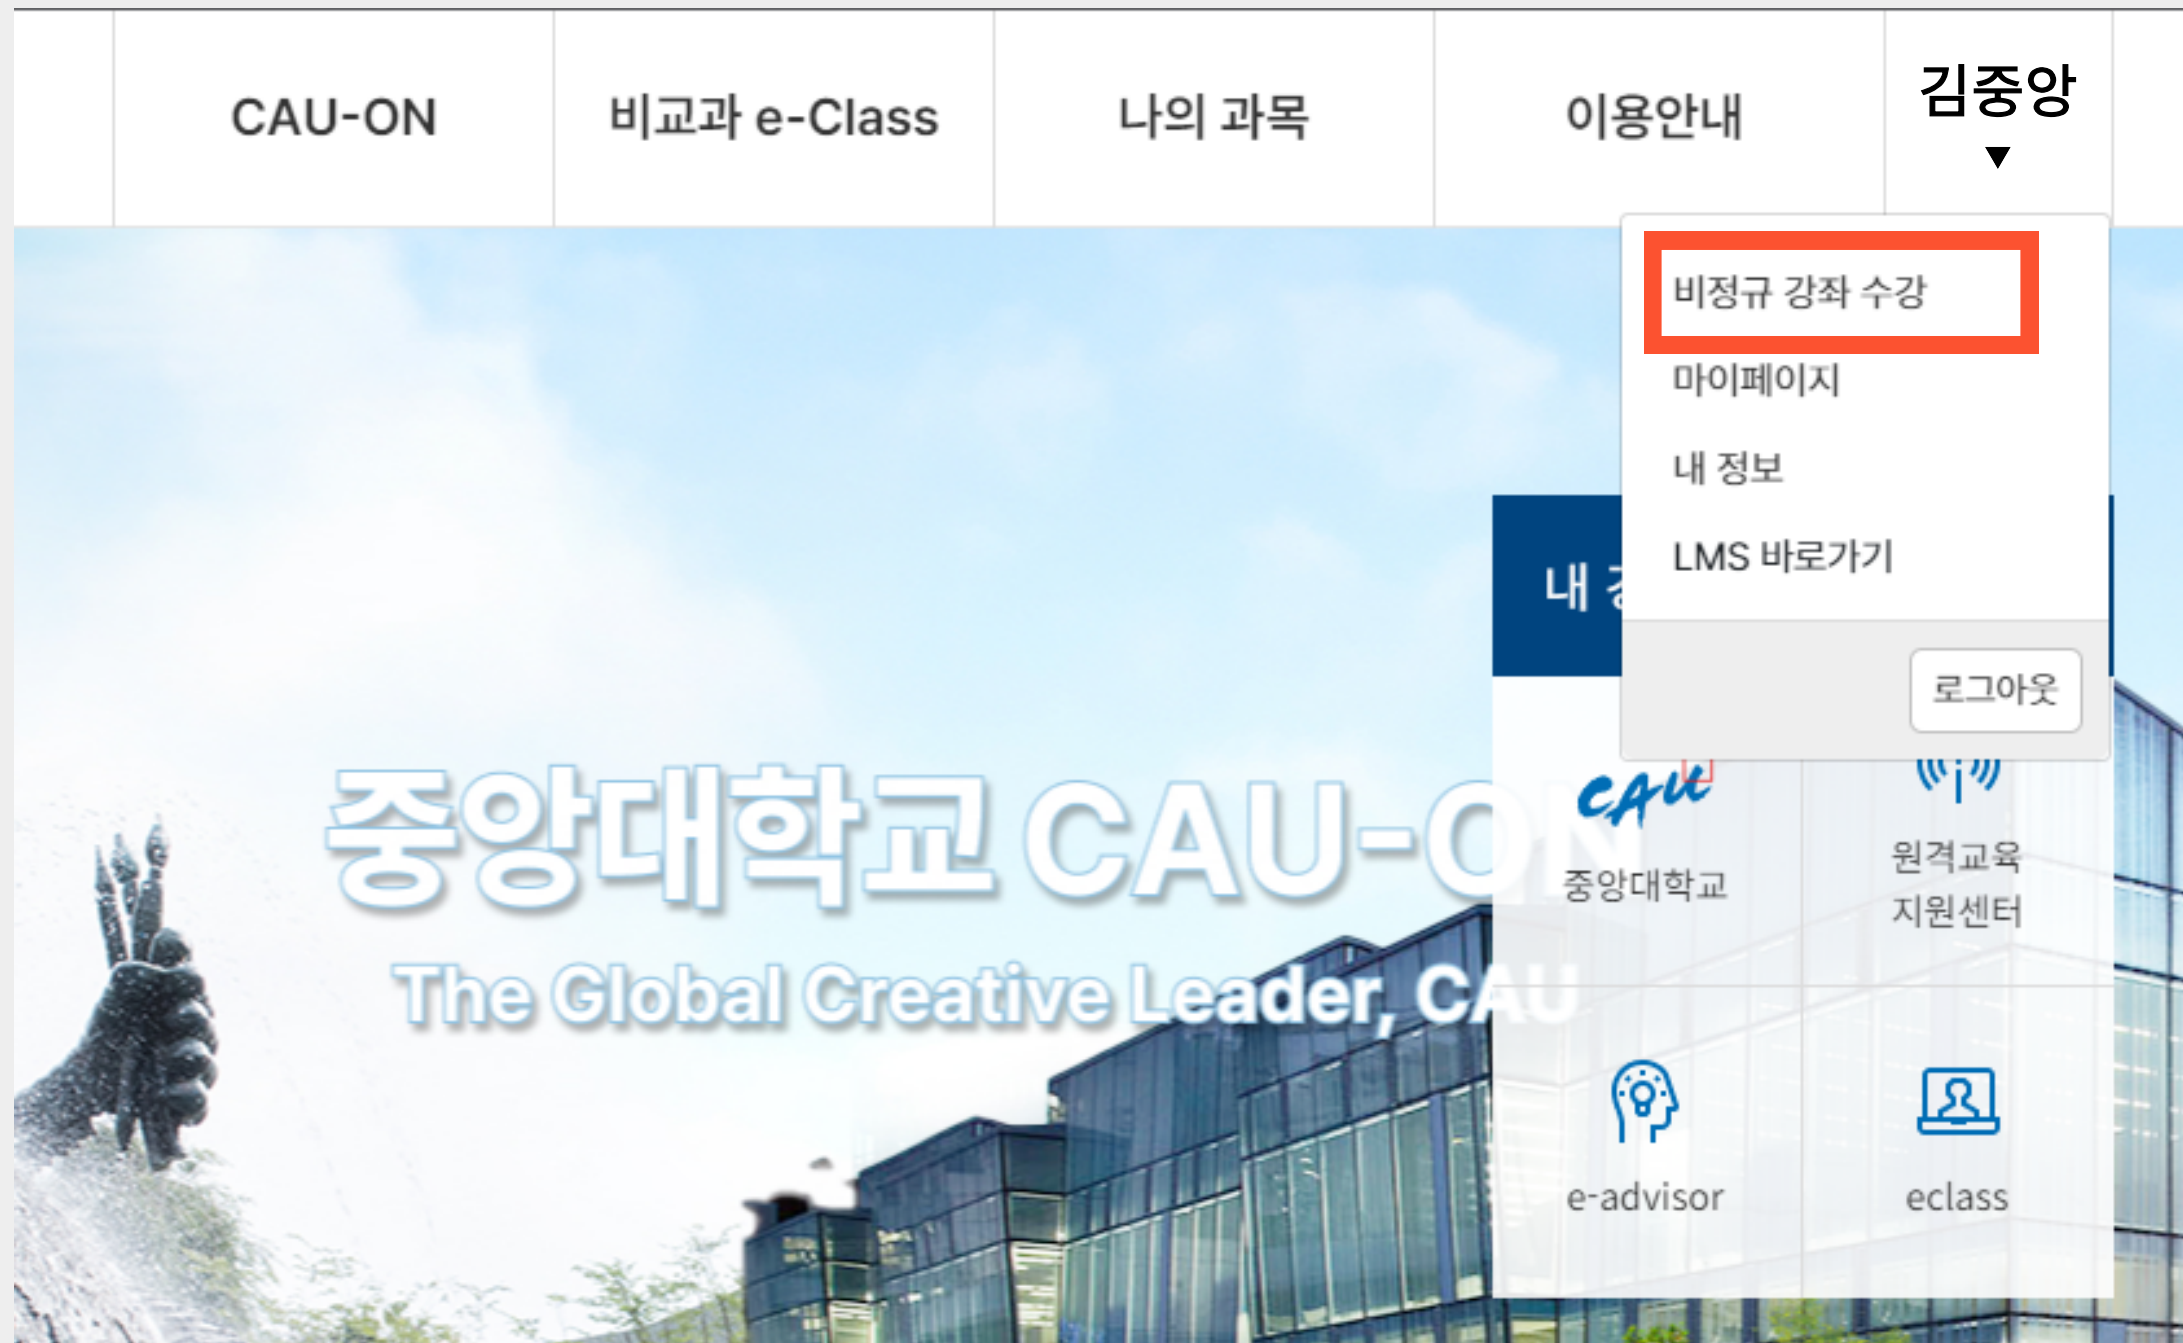 CAU-ON
비교과 e-Class
나의 과목
이용안내
김중앙
▼
비정규 강좌 수강
마이페이지
내 정보
LMS 바로가기
내
로그아웃
중앙대학교 CAU-ON
The Global Creative Leader, CAU
CAU
중앙대학교
원격교육
지원센터
e-advisor
eclass